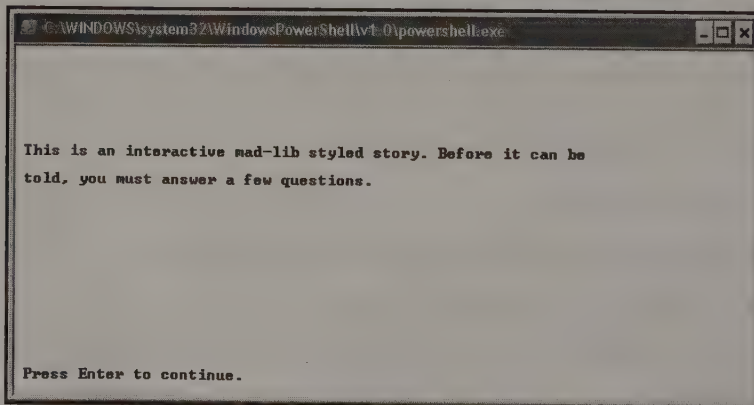 C:\WINDOWS\system32\WindowsPowerShell\v1.0\powershell.exe
This is an interactive mad-lib styled story. Before it can be
told, you must answer a few questions.
Press Enter to continue.